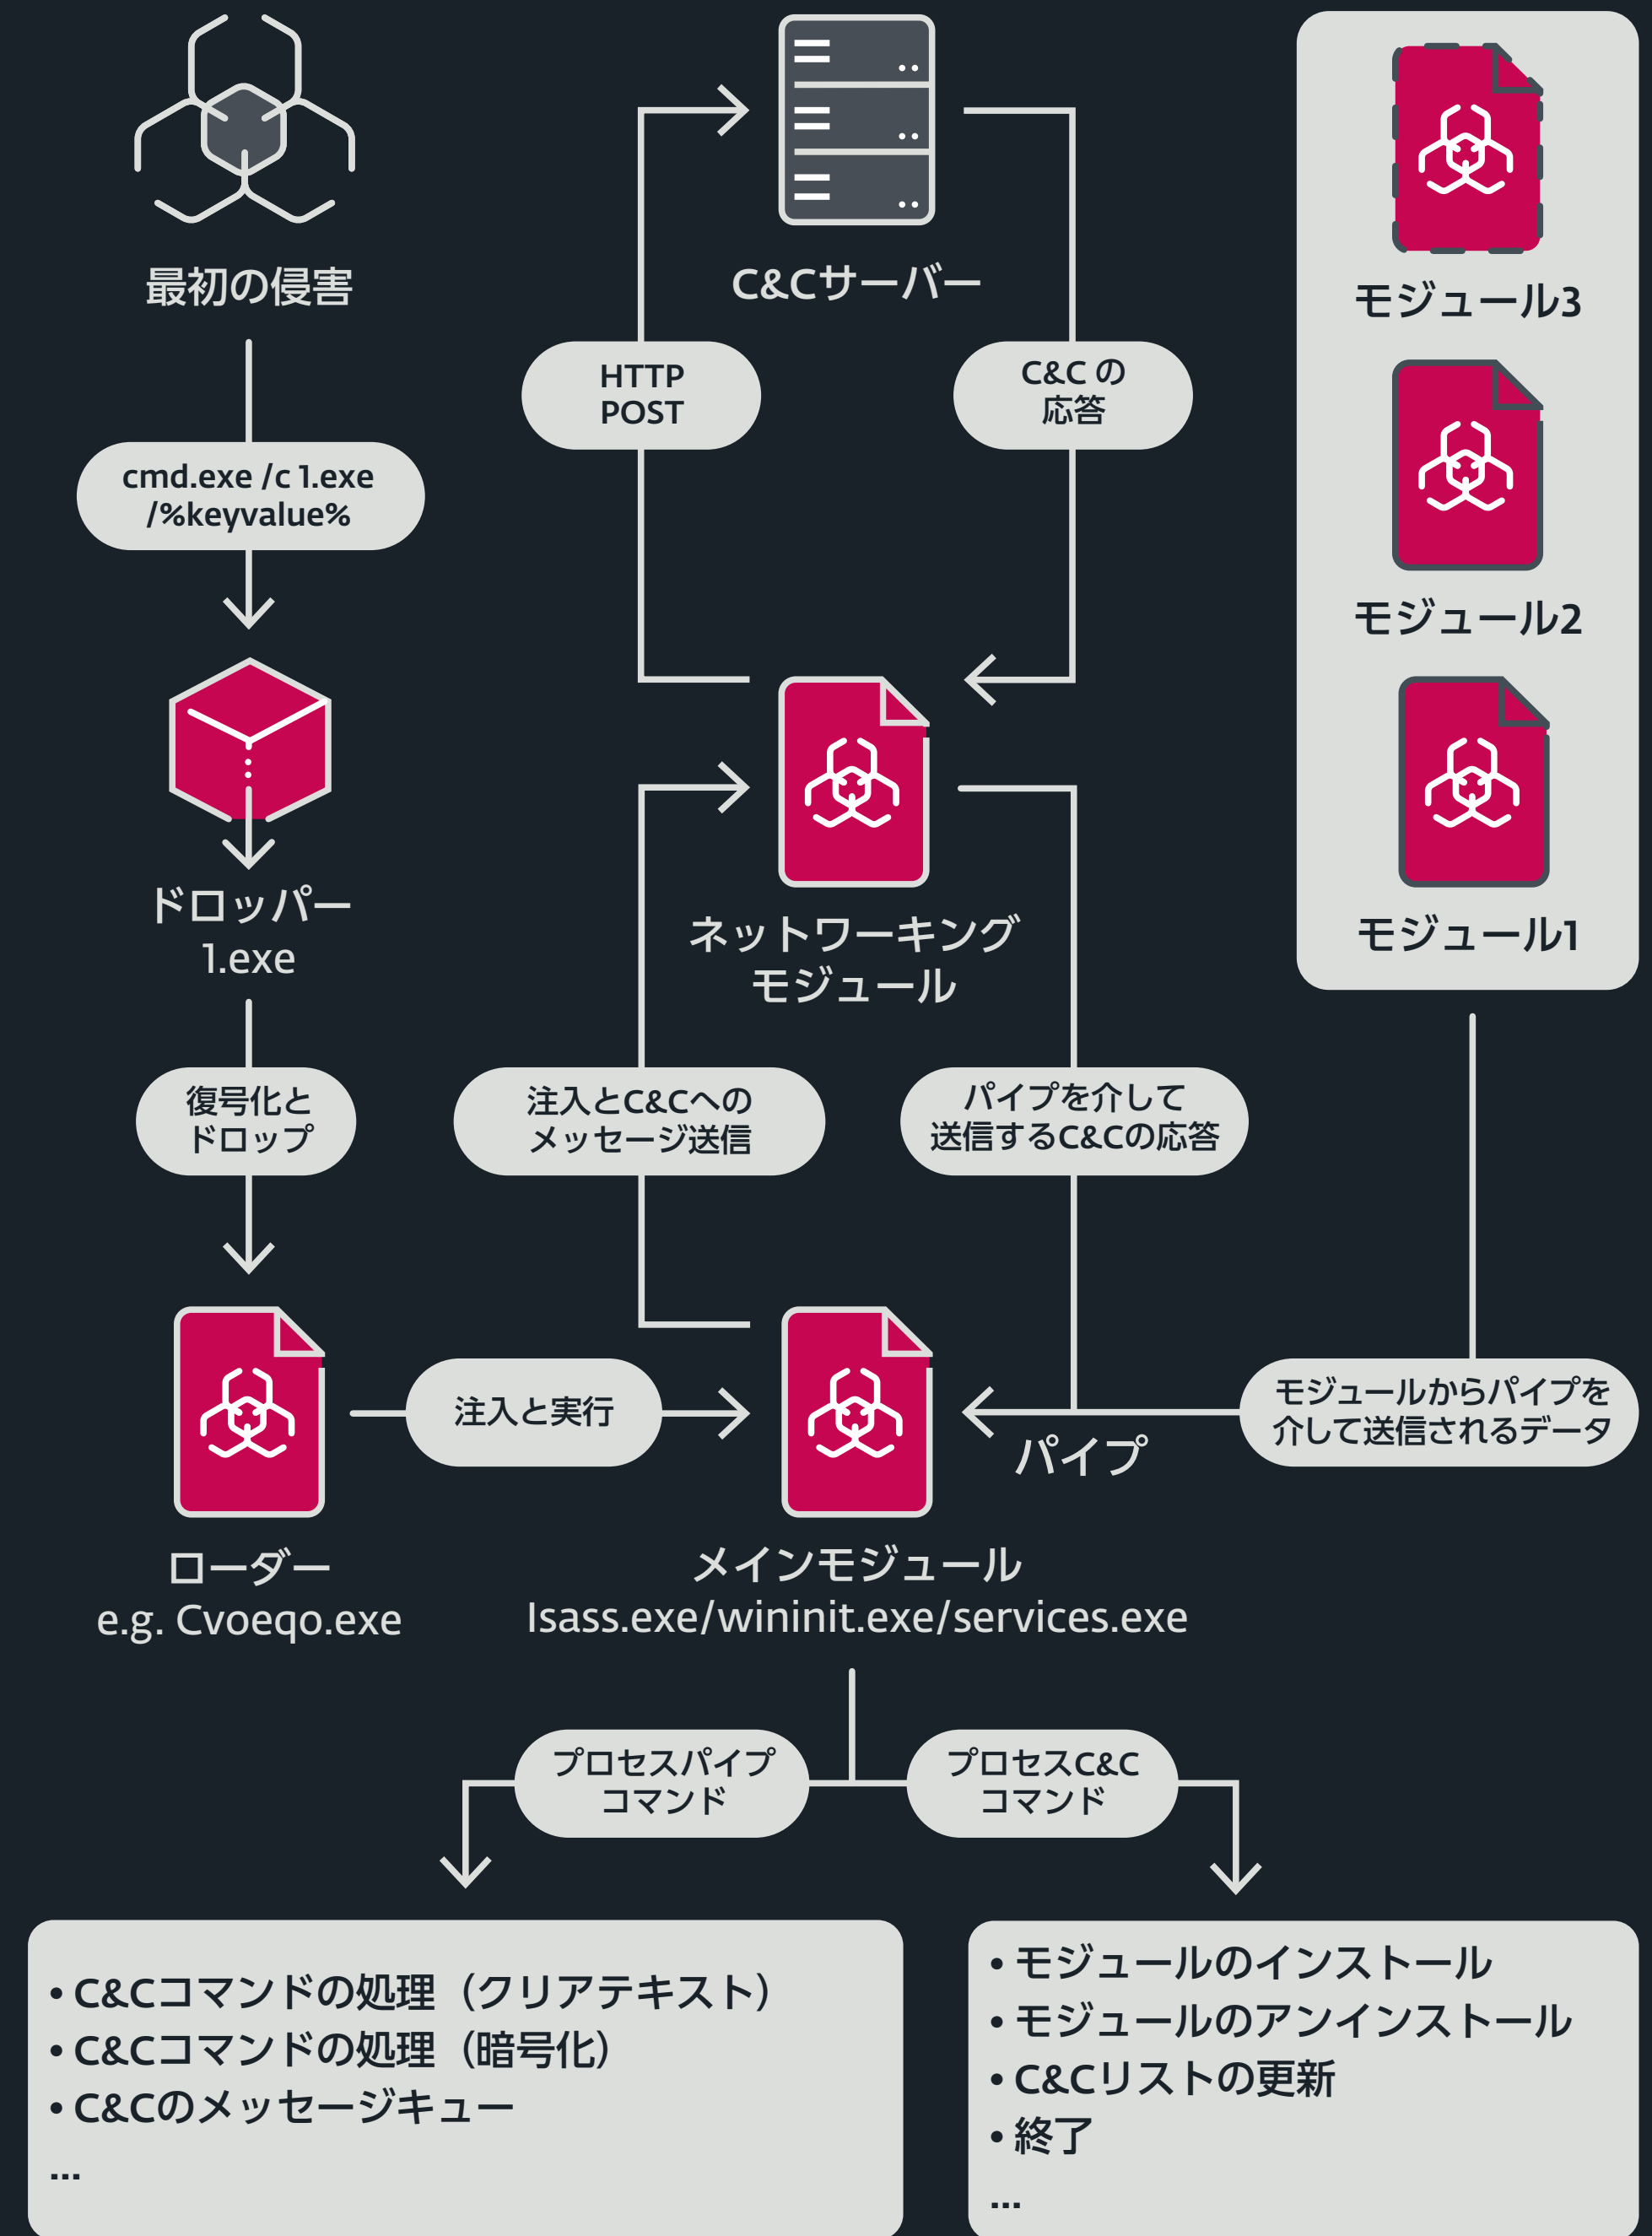 最初の侵害
cmd.exe /c 1.exe
/%keyvalue%
ドロッパー
1.exe
復号化と
ドロップ
ローダー
e.g. Cvoeqo.exe
注入と実行
C&Cサーバー
HTTP
POST
C&C の
応答
ネットワーキング
モジュール
注入とC&Cへの
メッセージ送信
パイプを介して
送信するC&Cの応答
メインモジュール
lsass.exe/wininit.exe/services.exe
モジュール3
モジュール2
モジュール1
モジュールからパイプを
介して送信されるデータ
パイプ
プロセスパイプ
コマンド
プロセスC&C
コマンド
• C&Cコマンドの処理（クリアテキスト）
• C&Cコマンドの処理（暗号化）
• C&Cのメッセージキュー
...
• モジュールのインストール
• モジュールのアンインストール
• C&Cリストの更新
• 終了
...